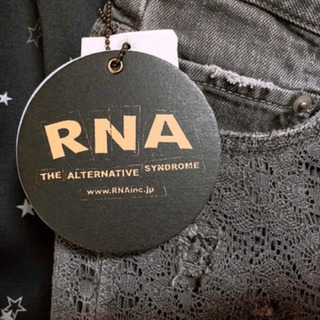 RNA
THE ALTERNATIVE SYNDROME
www.RNAinc.jp